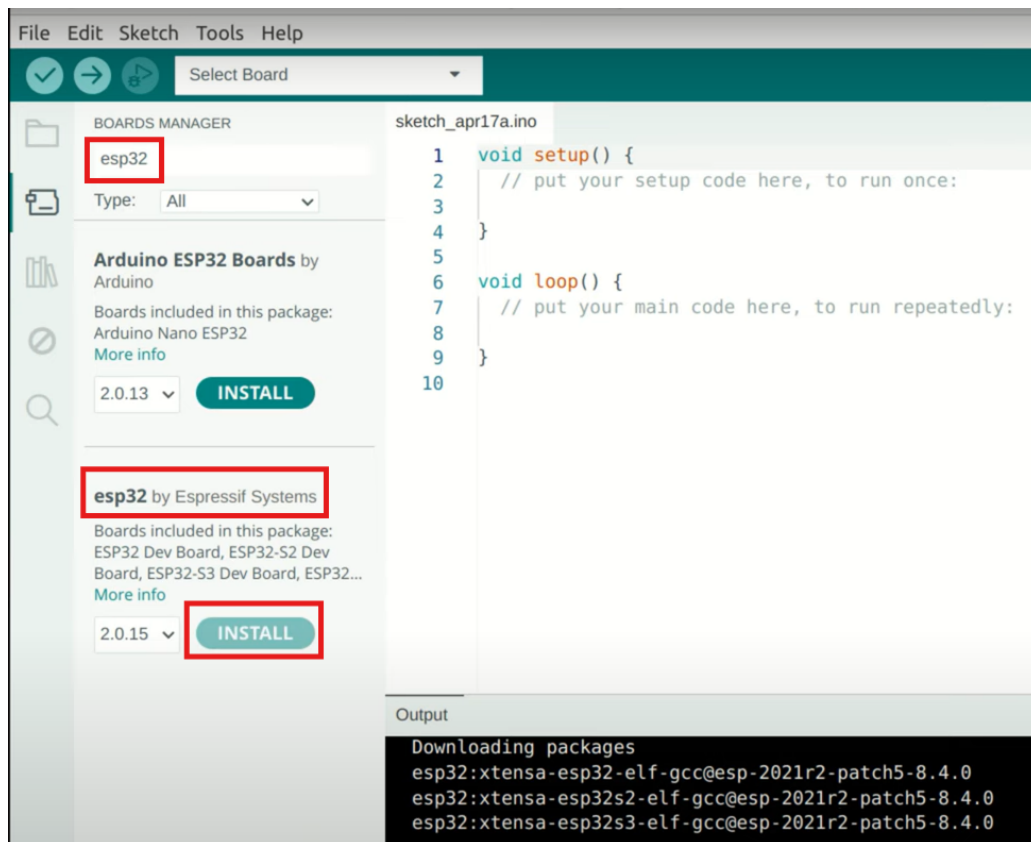 File Edit Sketch Tools Help
Select Board
BOARDS MANAGER
esp32
Type: All
Arduino ESP32 Boards by
Arduino
Boards included in this package:
Arduino Nano ESP32
More info
2.0.13 INSTALL
esp32 by Espressif Systems
Boards included in this package:
ESP32 Dev Board, ESP32-S2 Dev
Board, ESP32-S3 Dev Board, ESP32...
More info
2.0.15 INSTALL
sketch_apr17a.ino
1 void setup() {
2 // put your setup code here, to run once:
3
4 }
5
6 void loop() {
7 // put your main code here, to run repeatedly:
8
9 }
10
Output
Downloading packages
esp32:xtensa-esp32-elf-gcc@esp-2021r2-patch5-8.4.0
esp32:xtensa-esp32s2-elf-gcc@esp-2021r2-patch5-8.4.0
esp32:xtensa-esp32s3-elf-gcc@esp-2021r2-patch5-8.4.0